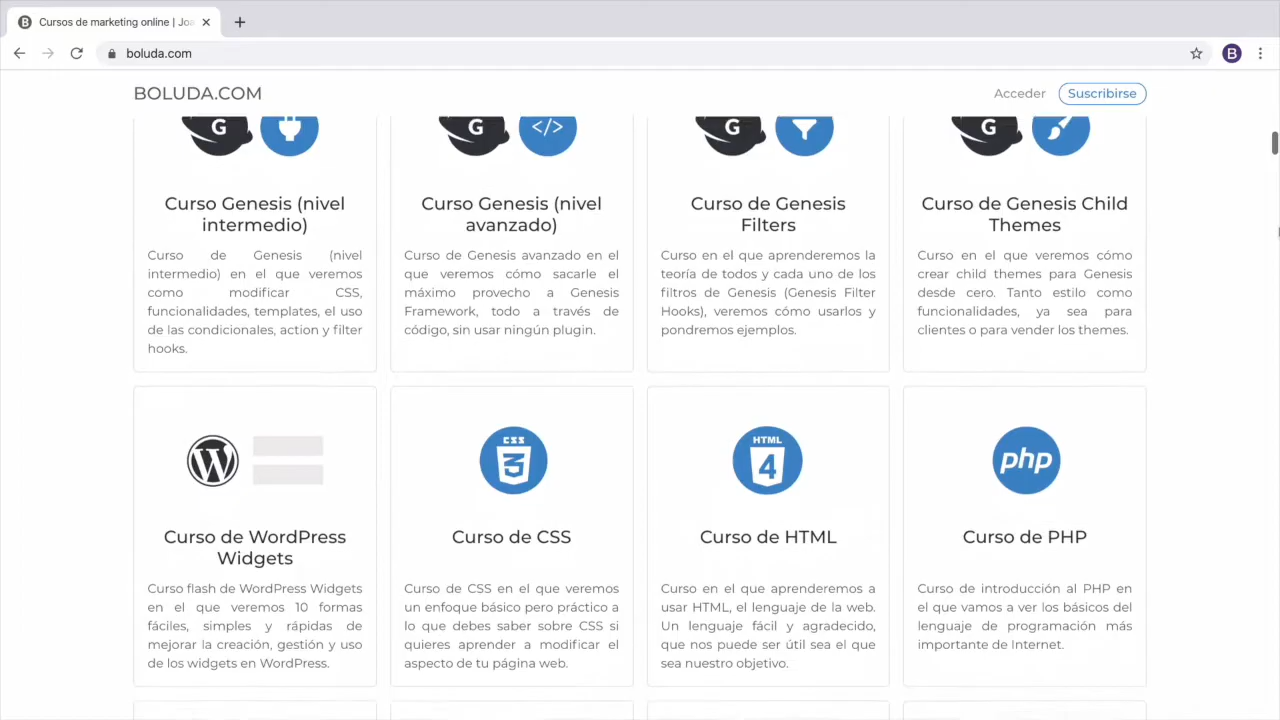 Cursos de marketing online | Joa
boluda.com
B
BOLUDA.COM
Acceder
Suscribirse
G
G
</>
G
G
Curso Genesis (nivel
intermedio)
Curso de Genesis (nivel
intermedio) en el que veremos
como modificar CSS,
funcionalidades, templates, el uso
de las condicionales, action y filter
hooks.
Curso Genesis (nivel
avanzado)
Curso de Genesis avanzado en el
que veremos cómo sacarle el
máximo provecho a Genesis
Framework, todo a través de
código, sin usar ningún plugin.
Curso de Genesis
Filters
Curso en el que aprenderemos la
teoría de todos y cada uno de los
filtros de Genesis (Genesis Filter
Hooks), veremos cómo usarlos y
pondremos ejemplos.
Curso de Genesis Child
Themes
Curso en el que veremos cómo
crear child themes para Genesis
desde cero. Tanto estilo como
funcionalidades, ya sea para
clientes o para vender los themes.
W
Curso de WordPress
Widgets
Curso flash de WordPress Widgets
en el que veremos 10 formas
fáciles, simples y rápidas de
mejorar la creación, gestión y uso
de los widgets en WordPress.
CSS
3
Curso de CSS
Curso de CSS en el que veremos
un enfoque básico pero práctico a
lo que debes saber sobre CSS si
quieres aprender a modificar el
aspecto de tu página web.
HTML
4
Curso de HTML
Curso en el que aprenderemos a
usar HTML, el lenguaje de la web.
Un lenguaje fácil y agradecido,
que nos puede ser útil sea el que
sea nuestro objetivo.
php
Curso de PHP
Curso de introducción al PHP en
el que vamos a ver los básicos del
lenguaje de programación más
importante de Internet.